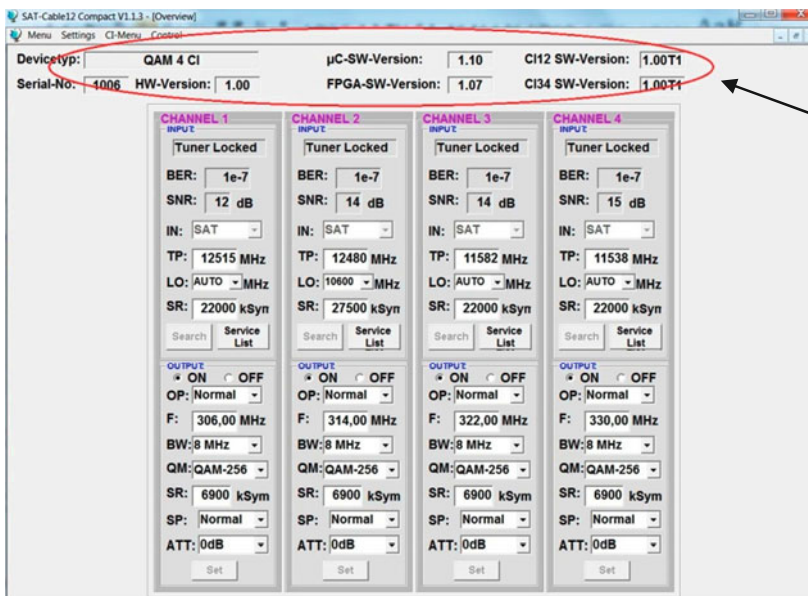 SAT-Cable12 Compact V1.1.3 - [Overview]
Menu Settings CI-Menu Control
Devicetyp: QAM 4 CI µC-SW-Version: 1.10 CI12 SW-Version: 1.00T1
Serial-No: 1006 HW-Version: 1.00 FPGA-SW-Version: 1.07 CI34 SW-Version: 1.00T1
CHANNEL 1 CHANNEL 2 CHANNEL 3 CHANNEL 4
INPUT: INPUT: INPUT: INPUT:
Tuner Locked Tuner Locked Tuner Locked Tuner Locked
BER: 1e-7 BER: 1e-7 BER: 1e-7 BER: 1e-7
SNR: 12 dB SNR: 14 dB SNR: 14 dB SNR: 15 dB
IN: SAT IN: SAT IN: SAT IN: SAT
TP: 12515 MHz TP: 12480 MHz TP: 11582 MHz TP: 11538 MHz
LO: AUTO MHz LO: 10600 MHz LO: AUTO MHz LO: AUTO MHz
SR: 22000 kSym SR: 27500 kSym SR: 22000 kSym SR: 22000 kSym
Search Service List Search Service List Search Service List Search Service List
OUTPUT: OUTPUT: OUTPUT: OUTPUT:
ON OFF ON OFF ON OFF ON OFF
OP: Normal OP: Normal OP: Normal OP: Normal
F: 306,00 MHz F: 314,00 MHz F: 322,00 MHz F: 330,00 MHz
BW: 8 MHz BW: 8 MHz BW: 8 MHz BW: 8 MHz
QM: QAM-256 QM: QAM-256 QM: QAM-256 QM: QAM-256
SR: 6900 kSym SR: 6900 kSym SR: 6900 kSym SR: 6900 kSym
SP: Normal SP: Normal SP: Normal SP: Normal
ATT: 0dB ATT: 0dB ATT: 0dB ATT: 0dB
Set Set Set Set